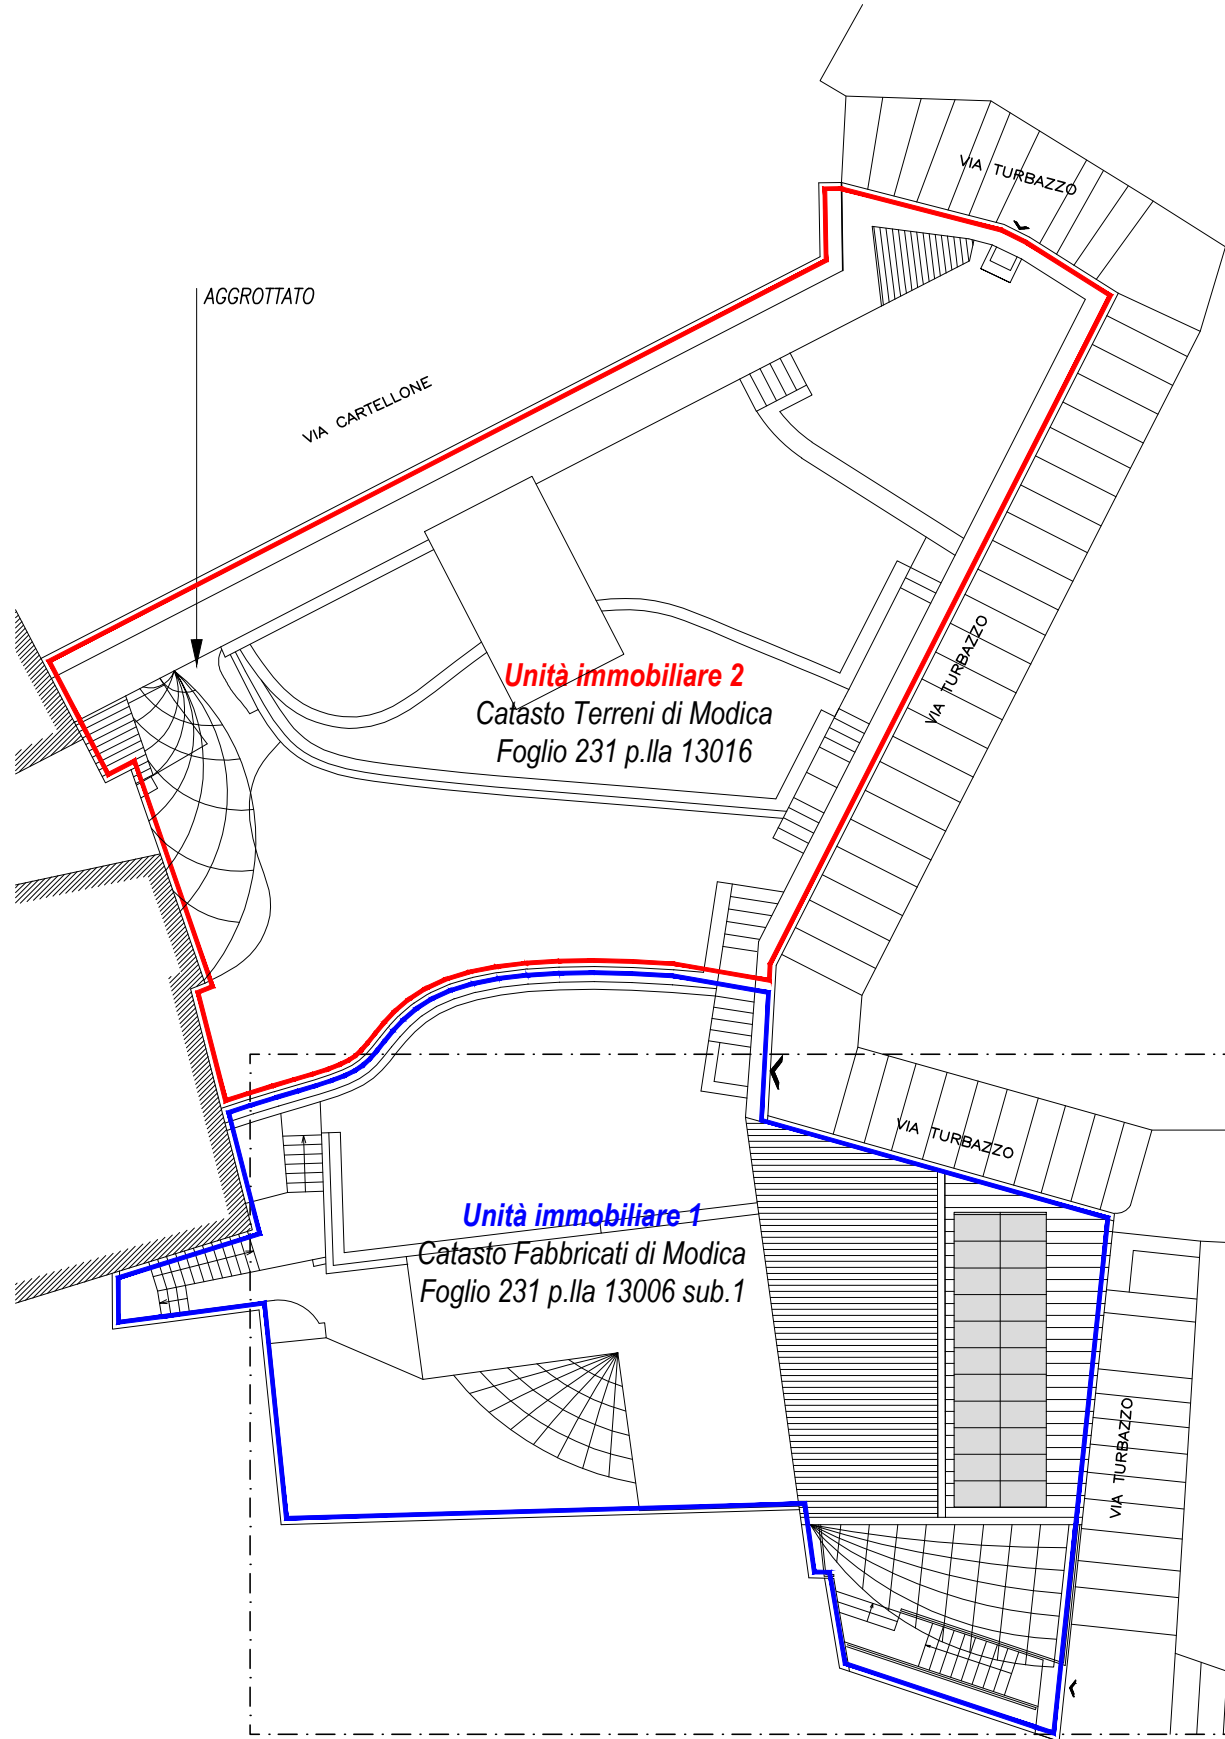 VIA TURBAZZO
AGGROTTATO
VIA CARTELLONE
VIA TURBAZZO
Unità immobiliare 2
Catasto Terreni di Modica
Foglio 231 p.lla 13016
VIA TURBAZZO
Unità immobiliare 1
Catasto Fabbricati di Modica
Foglio 231 p.lla 13006 sub.1
VIA TURBAZZO